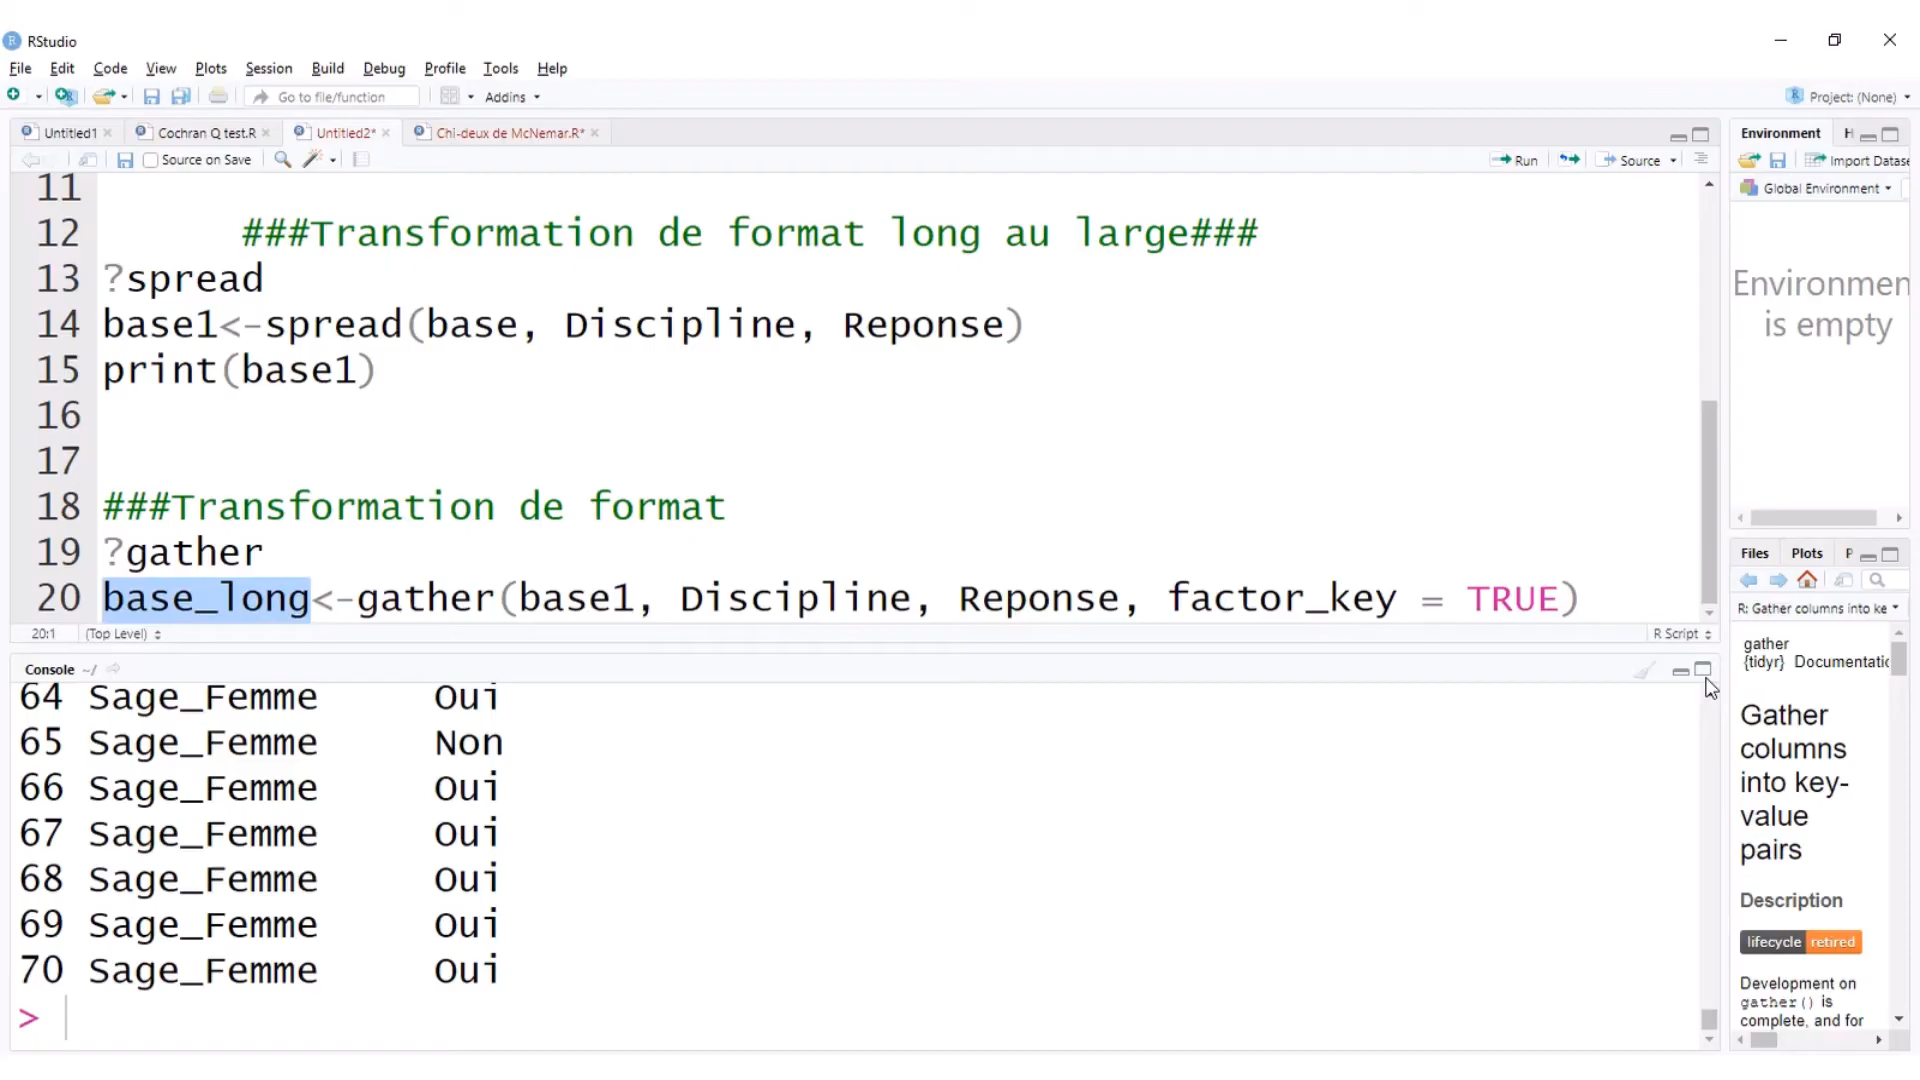 RStudio
File Edit Code View Plots Session Build Debug Profile Tools Help
Go to file/function Addins Project: (None)
Untitled1 Cochran Q test.R Untitled2* Chi-deux de McNemar.R*
Source on Save Run Source
11
12 ###Transformation de format long au large###
13 ?spread
14 base1<-spread(base, Discipline, Reponse)
15 print(base1)
16
17
18 ###Transformation de format
19 ?gather
20 base_long<-gather(base1, Discipline, Reponse, factor_key = TRUE)
20:1 (Top Level) R Script
Console ~/
64 Sage_Femme Oui
65 Sage_Femme Non
66 Sage_Femme Oui
67 Sage_Femme Oui
68 Sage_Femme Oui
69 Sage_Femme Oui
70 Sage_Femme Oui
>
Environment H
Import Datase
Global Environment
Environmen
is empty
Files Plots P
R: Gather columns into ke
gather
{tidyr} Documentatic
Gather
columns
into key-
value
pairs
Description
lifecycle retired
Development on
gather() is
complete, and for